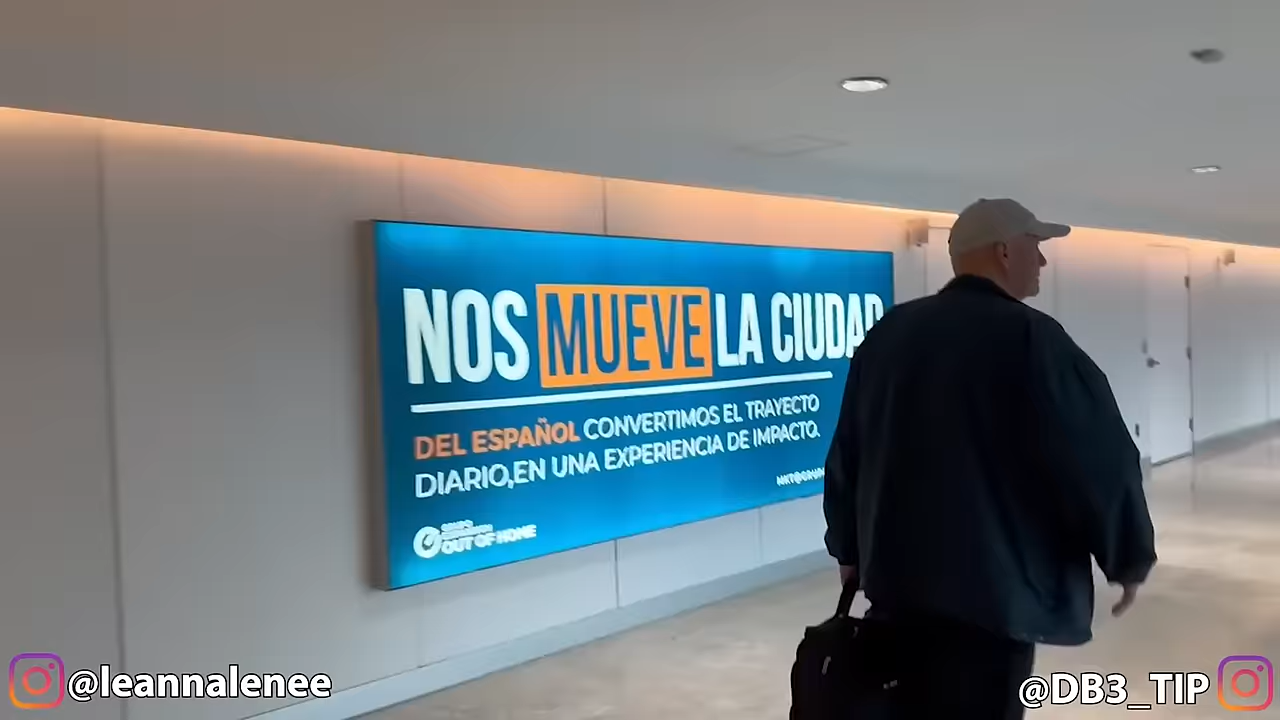 NOS MUEVE LA CIUDAD
DEL ESPAÑOL CONVERTIMOS EL TRAYECTO
DIARIO,EN UNA EXPERIENCIA DE IMPACTO.
OUT OF HOME
@leannalenee
@DB3_TIP